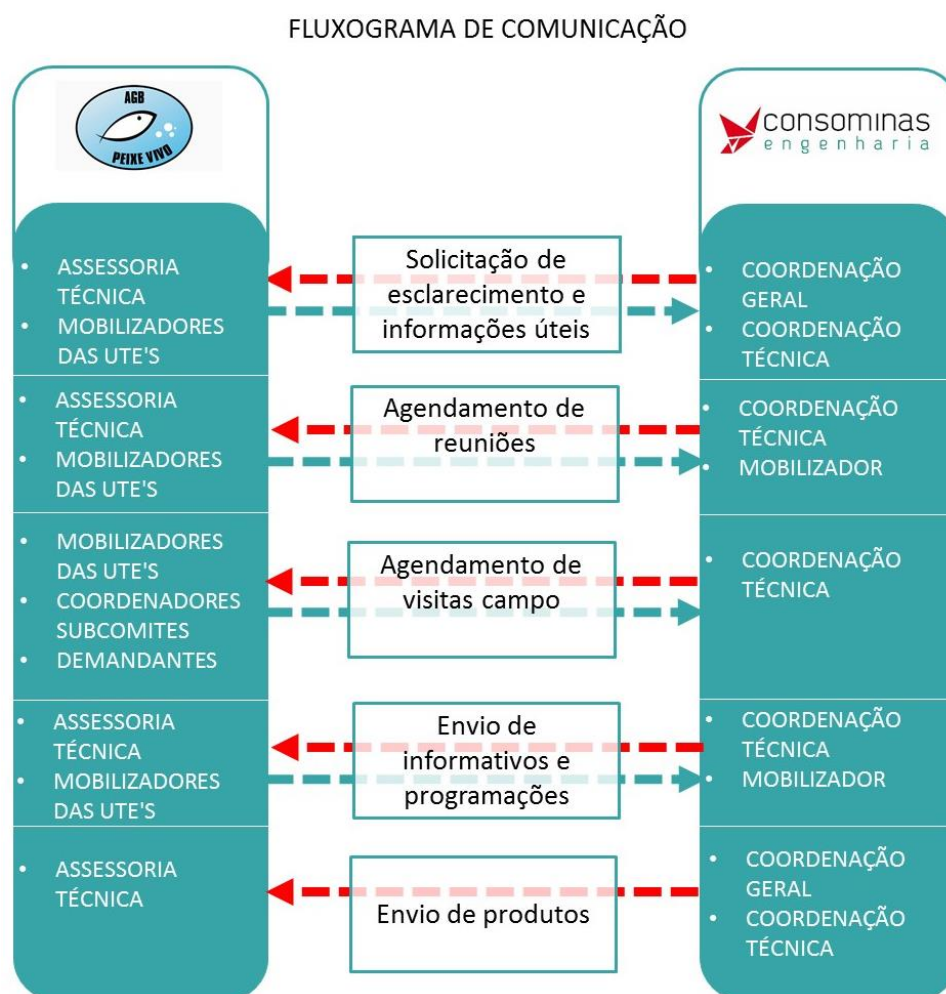 FLUXOGRAMA DE COMUNICAÇÃO
AGB
PEIXE VIVO
consominas
engenharia
• ASSESSORIA
TÉCNICA
• MOBILIZADORES
DAS UTE'S
Solicitação de
esclarecimento e
informações úteis
• COORDENAÇÃO
GERAL
• COORDENAÇÃO
TÉCNICA
• ASSESSORIA
TÉCNICA
• MOBILIZADORES
DAS UTE'S
Agendamento de
reuniões
• COORDENAÇÃO
TÉCNICA
• MOBILIZADOR
• MOBILIZADORES
DAS UTE'S
• COORDENADORES
SUBCOMITES
• DEMANDANTES
Agendamento de
visitas campo
• COORDENAÇÃO
TÉCNICA
• ASSESSORIA
TÉCNICA
• MOBILIZADORES
DAS UTE'S
Envio de
informativos e
programações
• COORDENAÇÃO
TÉCNICA
• MOBILIZADOR
• ASSESSORIA
TÉCNICA
Envio de produtos
• COORDENAÇÃO
GERAL
• COORDENAÇÃO
TÉCNICA